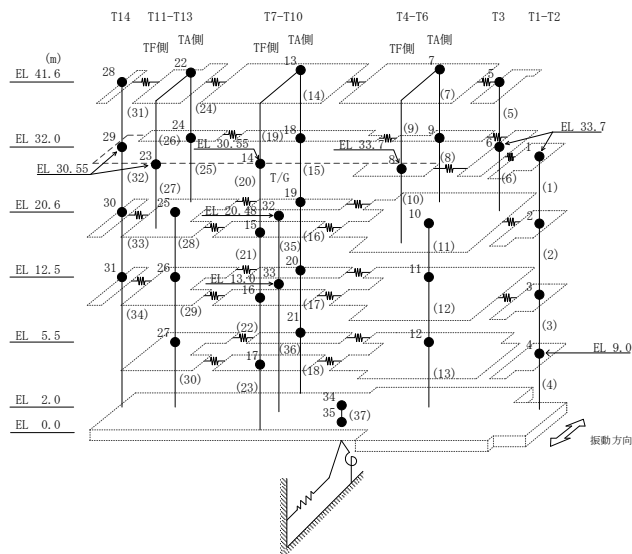 T14 T11-T13 T7-T10 T4-T6 T3 T1-T2
TF側 TA側 TF側 TA側 TF側 TA側
(m)
EL 41.6 28 22 13 7 5
(31) (24) (14) (7) (5)
EL 32.0 29 24 (26) EL 30.55 (19) 18 (9) 9 6 EL 33.7
EL 30.55 23 (32) (25) 14 (15) EL 33.7 8 (8) (6) 1
(27) (20) T/G (10) (1)
EL 20.6 30 25 EL 20.48 32 19 10 2
(33) (28) 15 (35) (16) (11) (2)
EL 12.5 31 26 (21) 33 20 11 3
EL 13.0
(34) (29) 16 (17) (12) (3)
EL 5.5 27 (22) 21 12 4 EL 9.0
(36)
(30) 17 (18) (13) (4)
(23)
EL 2.0 34
EL 0.0 35 (37)
振動方向